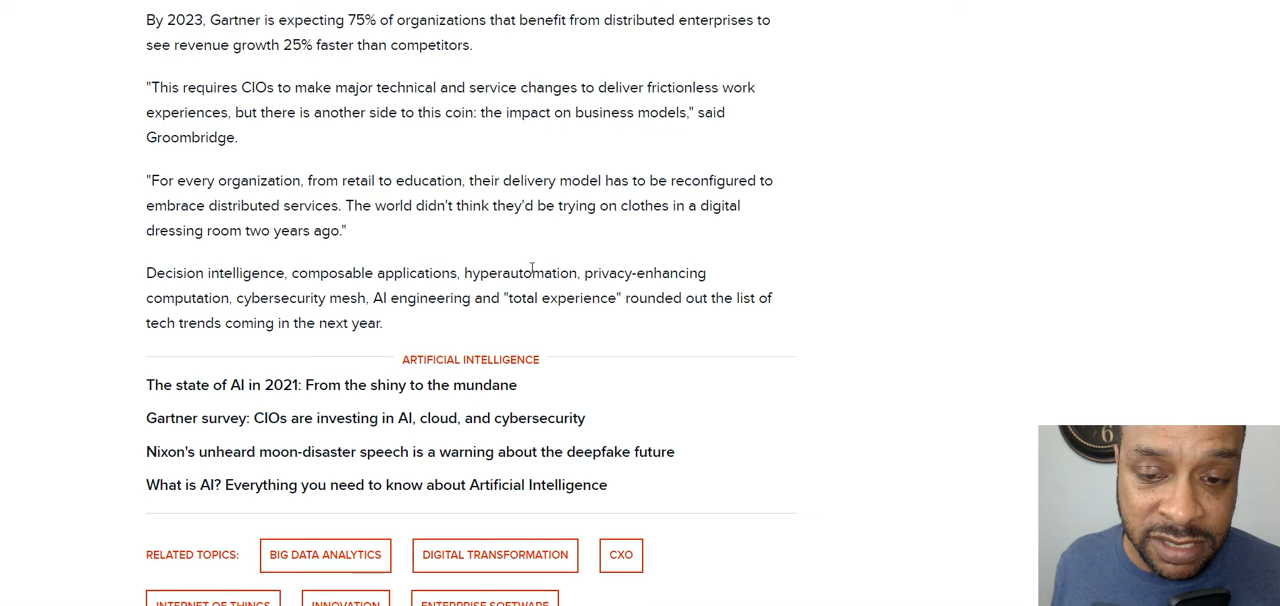 By 2023, Gartner is expecting 75% of organizations that benefit from distributed enterprises to
see revenue growth 25% faster than competitors.
"This requires CIOs to make major technical and service changes to deliver frictionless work
experiences, but there is another side to this coin: the impact on business models," said
Groombridge.
"For every organization, from retail to education, their delivery model has to be reconfigured to
embrace distributed services. The world didn't think they'd be trying on clothes in a digital
dressing room two years ago."
Decision intelligence, composable applications, hyperautomation, privacy-enhancing
computation, cybersecurity mesh, AI engineering and "total experience" rounded out the list of
tech trends coming in the next year.
ARTIFICIAL INTELLIGENCE
The state of AI in 2021: From the shiny to the mundane
Gartner survey: CIOs are investing in AI, cloud, and cybersecurity
Nixon's unheard moon-disaster speech is a warning about the deepfake future
What is AI? Everything you need to know about Artificial Intelligence
RELATED TOPICS: BIG DATA ANALYTICS DIGITAL TRANSFORMATION CXO
INTERNET OF THINGS INNOVATION ENTERPRISE SOFTWARE
6